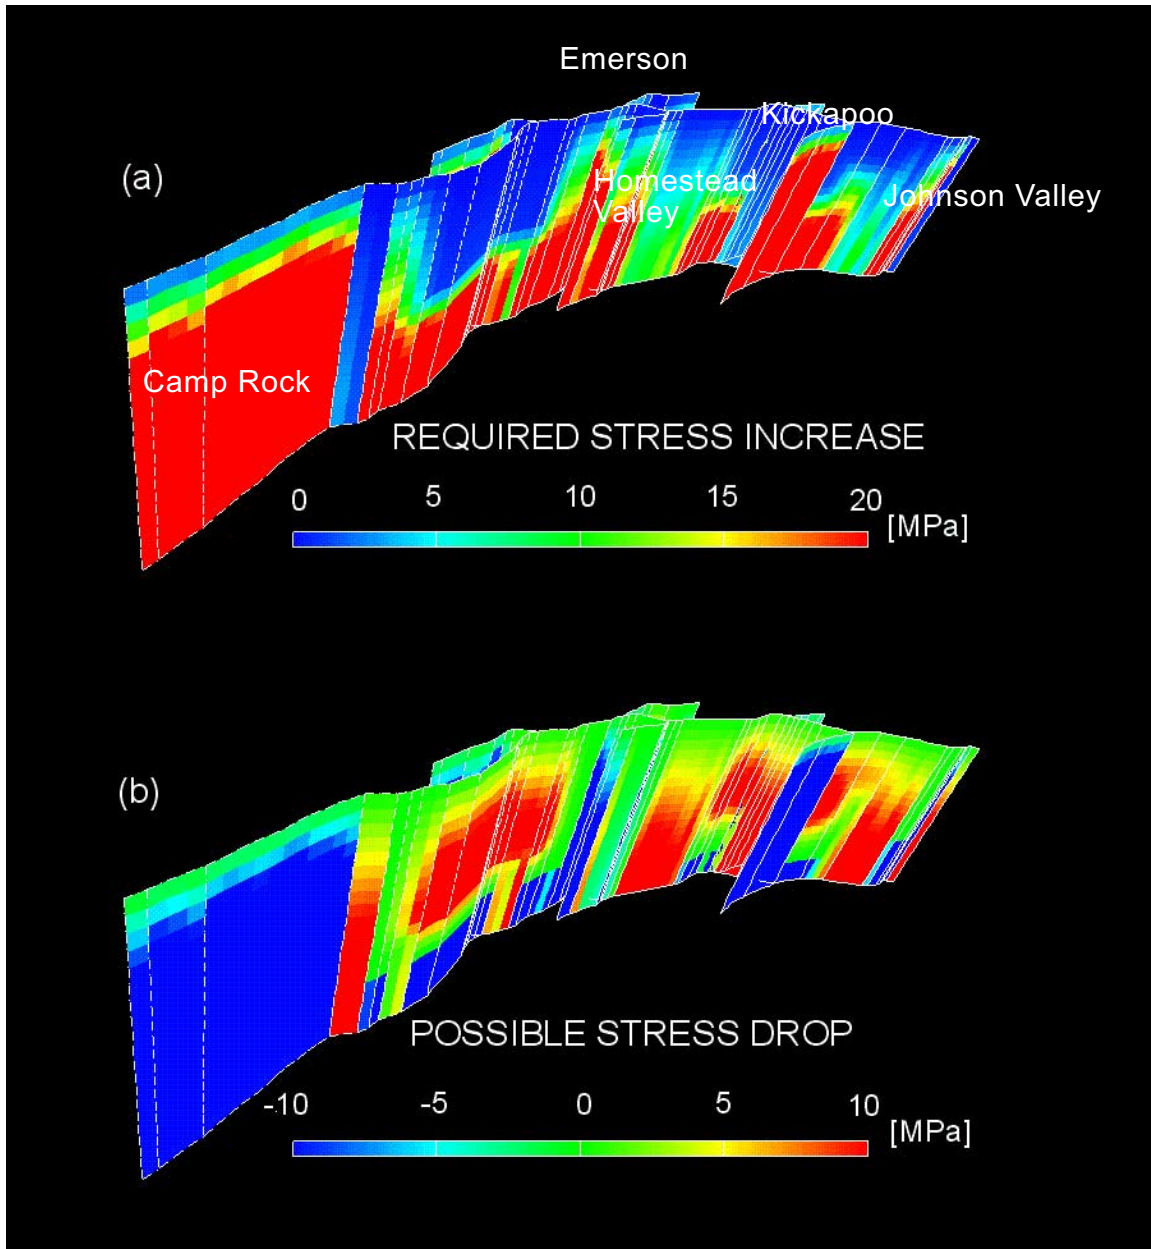 Emerson
Kickapoo
(a)
Homestead
Valley
Johnson Valley
Camp Rock
REQUIRED STRESS INCREASE
0 5 10 15 20
[MPa]
(b)
POSSIBLE STRESS DROP
-10 -5 0 5 10
[MPa]